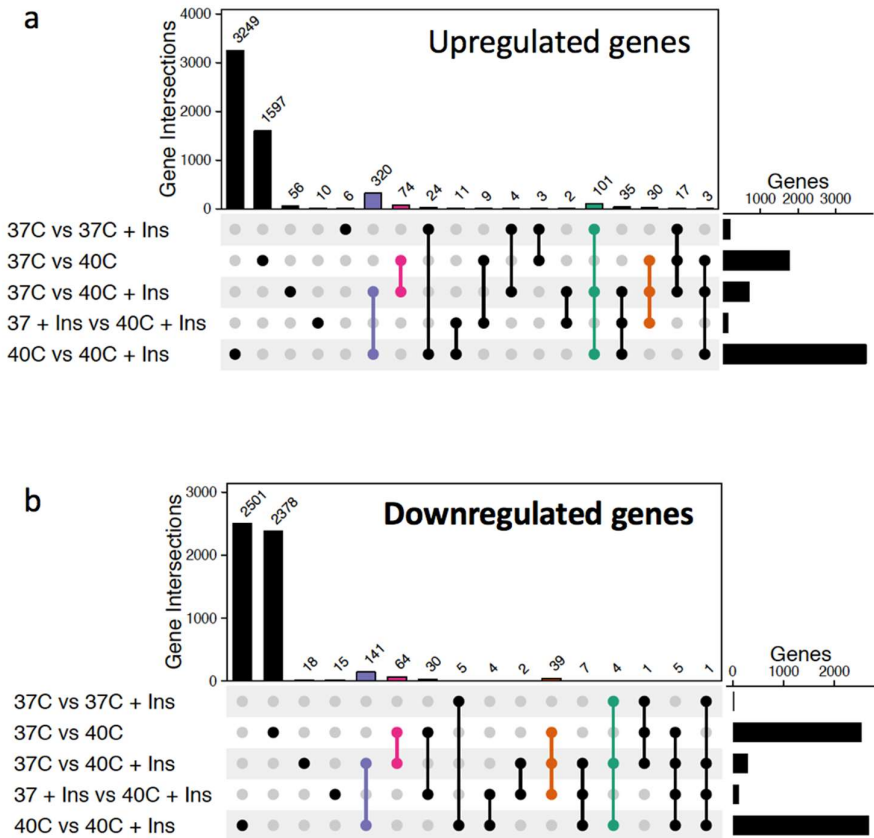 a
Upregulated genes
Gene Intersections
4000
3000
2000
1000
0
3249
1597
56
10
6
320
74
24
11
9
4
3
2
101
35
30
17
3
Genes
1000 2000 3000
37C vs 37C + Ins
37C vs 40C
37C vs 40C + Ins
37 + Ins vs 40C + Ins
40C vs 40C + Ins
b
Downregulated genes
Gene Intersections
3000
2000
1000
0
2501
2378
18
15
141
64
30
5
4
2
39
7
4
1
5
1
Genes
0 1000 2000
37C vs 37C + Ins
37C vs 40C
37C vs 40C + Ins
37 + Ins vs 40C + Ins
40C vs 40C + Ins